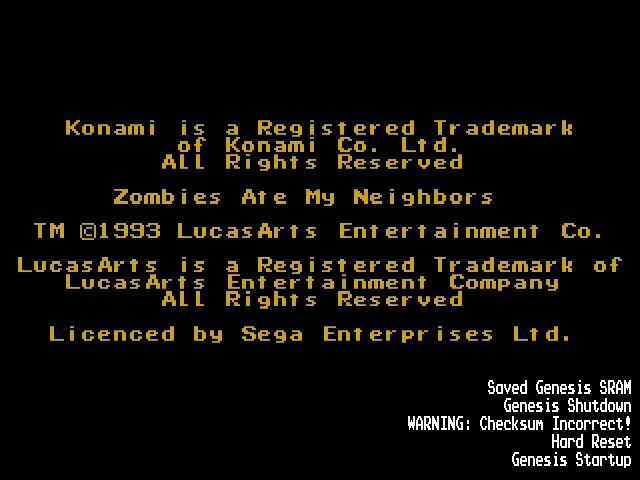 Konami is a Registered Trademark
of Konami Co. Ltd.
All Rights Reserved
Zombies Ate My Neighbors
TM ©1993 LucasArts Entertainment Co.
LucasArts is a Registered Trademark of
LucasArts Entertainment Company
All Rights Reserved
Licenced by Sega Enterprises Ltd.
Saved Genesis SRAM
Genesis Shutdown
WARNING: Checksum Incorrect!
Hard Reset
Genesis Startup